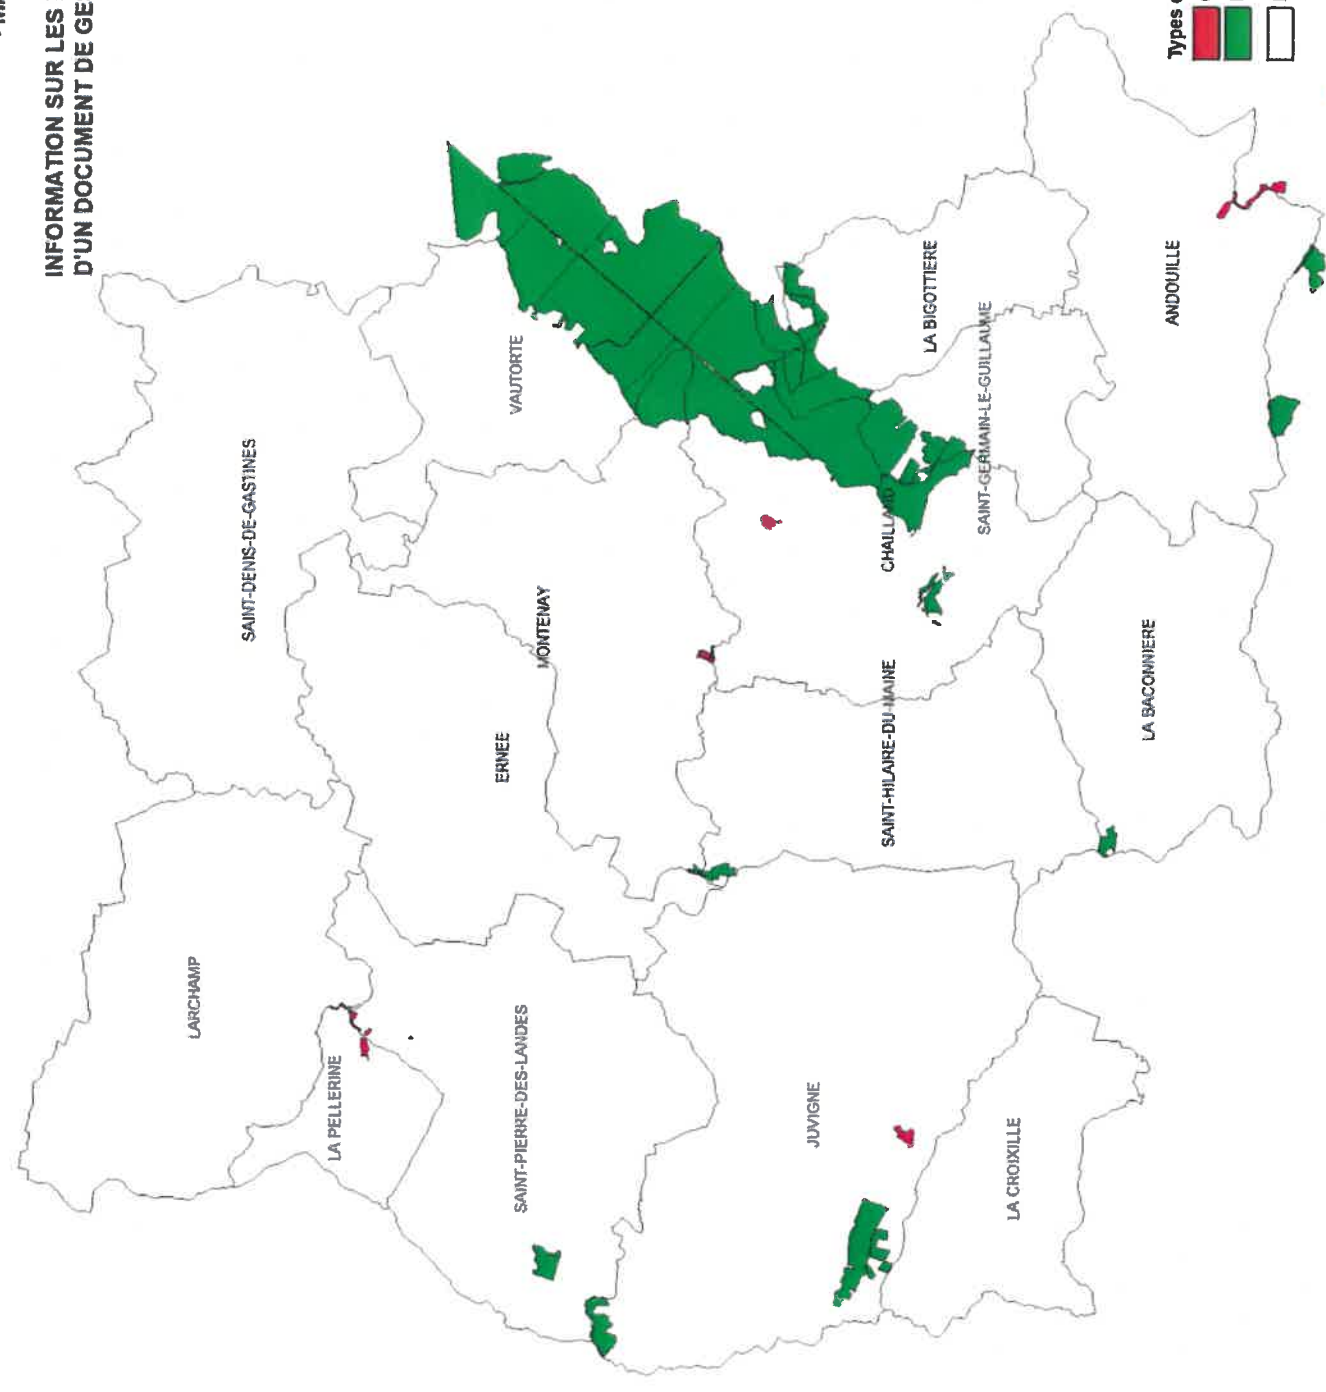 INFORMATION SUR LES
D'UN DOCUMENT DE GE
SAINT-DENIS-DE-GASTINES
LARCHAMP
LA PELLERINE
VAUTORTE
ERNEE
MONTENAY
SAINT-PIERRE-DES-LANDES
JUVIGNE
SAINT-HILAIRE-DU-MAINE
CHAILLAND
LA BIGOTTIERE
SAINT-GERMAIN-LE-GUILLAUME
LA CROIXILLE
LA BACONNIERE
ANDOUILLE
Types